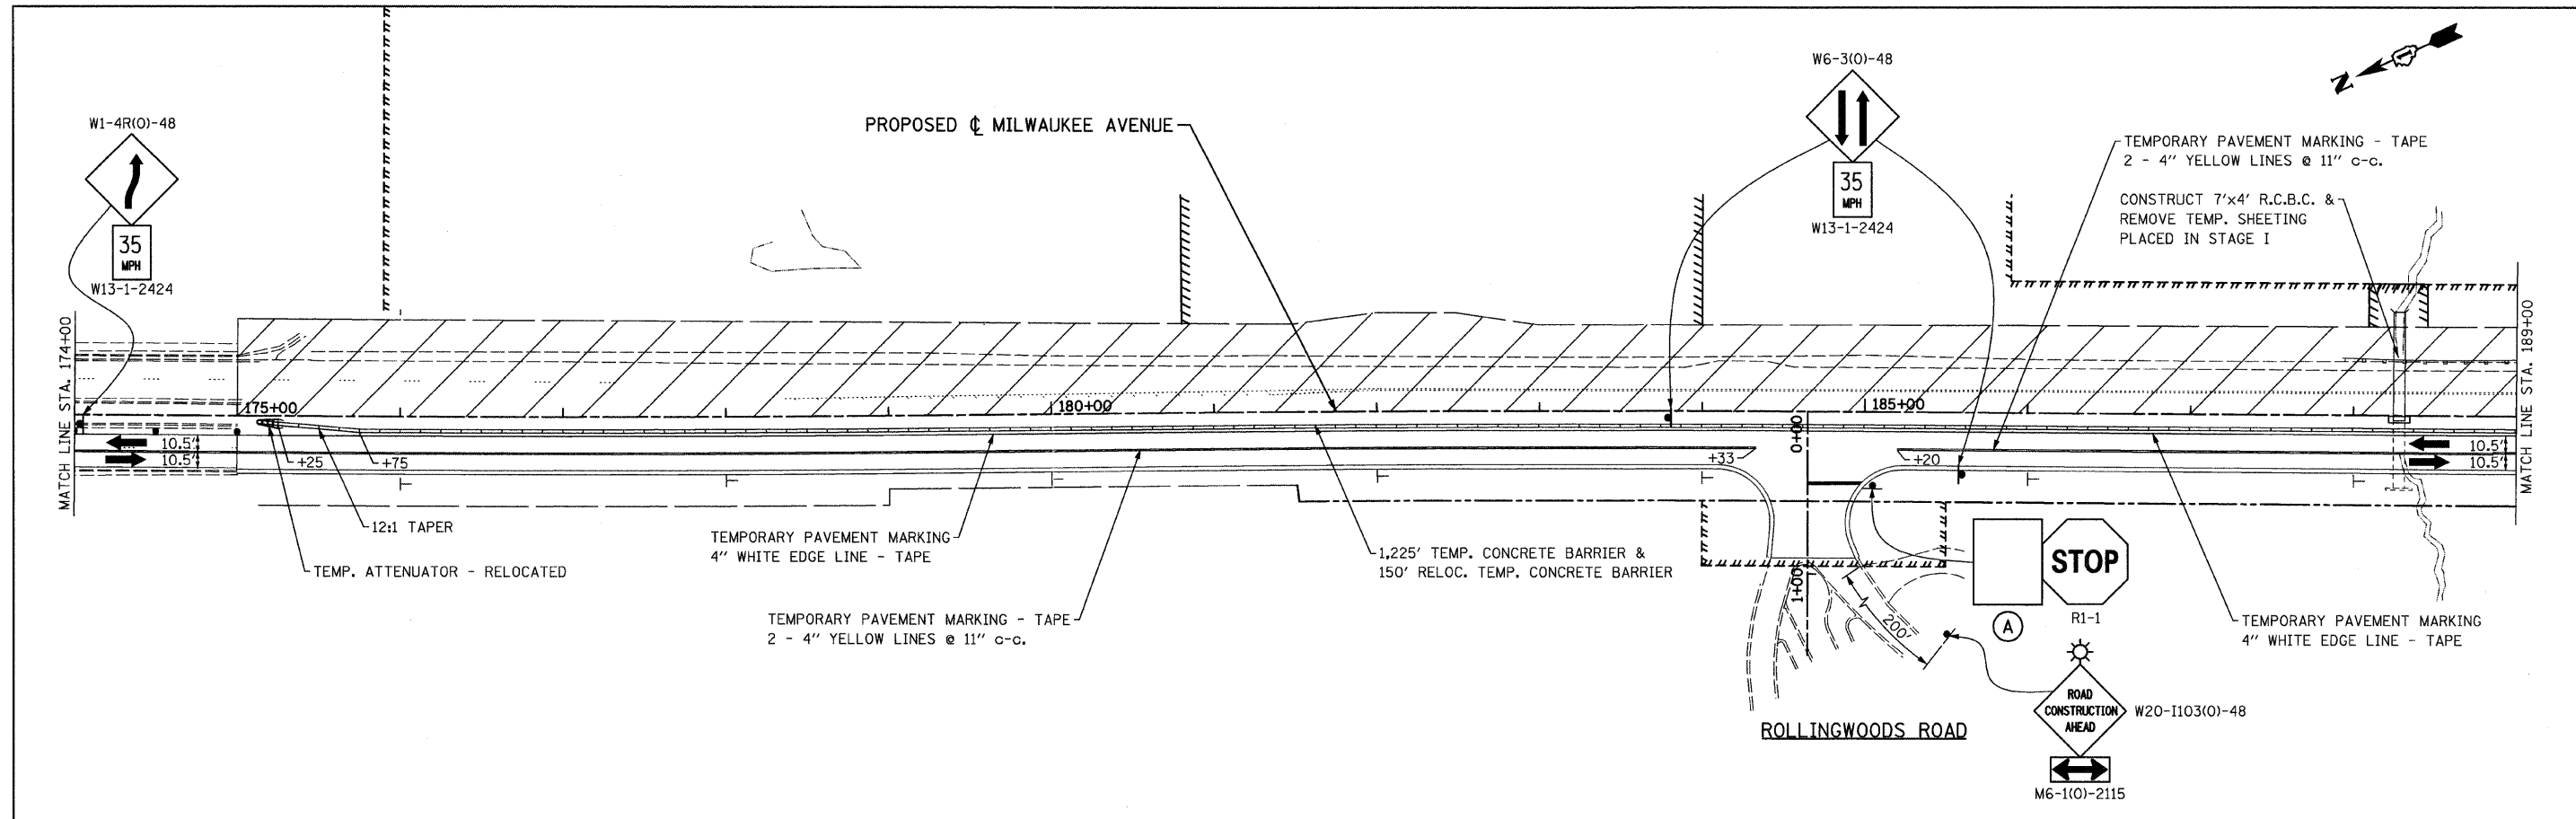 W1-4R(O)-48
35
MPH
W13-1-2424
PROPOSED ℄ MILWAUKEE AVENUE
W6-3(O)-48
35
MPH
W13-1-2424
N
TEMPORARY PAVEMENT MARKING - TAPE
2 - 4" YELLOW LINES @ 11" c-c.
CONSTRUCT 7'x4' R.C.B.C. &
REMOVE TEMP. SHEETING
PLACED IN STAGE I
MATCH LINE STA. 174+00
MATCH LINE STA. 189+00
175+00
180+00
185+00
0+00
1+00
10.5'
10.5'
+25
+75
+33
+20
10.5'
10.5'
12:1 TAPER
TEMP. ATTENUATOR - RELOCATED
TEMPORARY PAVEMENT MARKING
4" WHITE EDGE LINE - TAPE
TEMPORARY PAVEMENT MARKING - TAPE
2 - 4" YELLOW LINES @ 11" c-c.
1,225' TEMP. CONCRETE BARRIER &
150' RELOC. TEMP. CONCRETE BARRIER
200'
STOP
A
R1-1
TEMPORARY PAVEMENT MARKING
4" WHITE EDGE LINE - TAPE
ROAD
CONSTRUCTION
AHEAD
W20-I103(O)-48
M6-1(O)-2115
ROLLINGWOODS ROAD